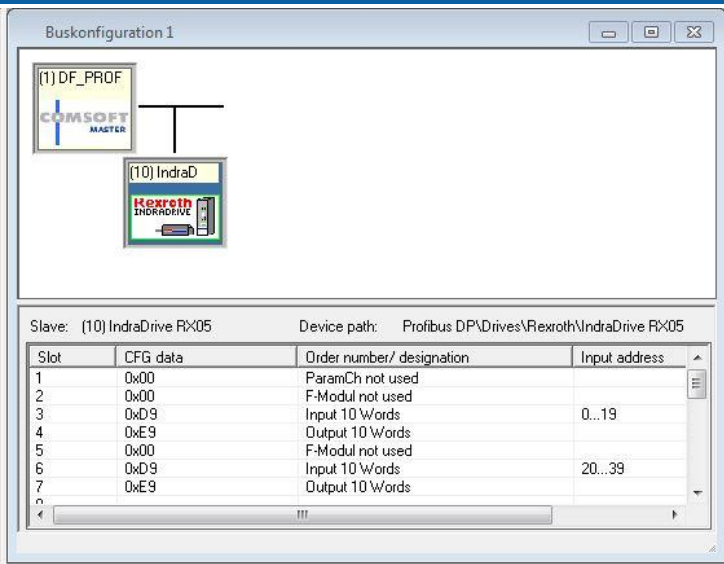 Buskonfiguration 1
(1) DF_PROF
COMSOFT
MASTER
(10) IndraD
Rexroth
INDRADRIVE
Slave: (10) IndraDrive RX05 Device path: Profibus DP\Drives\Rexroth\IndraDrive RX05
Slot CFG data Order number/ designation Input address
1 0x00 ParamCh not used
2 0x00 F-Modul not used
3 0xD9 Input 10 Words 0...19
4 0xE9 Output 10 Words
5 0x00 F-Modul not used
6 0xD9 Input 10 Words 20...39
7 0xE9 Output 10 Words